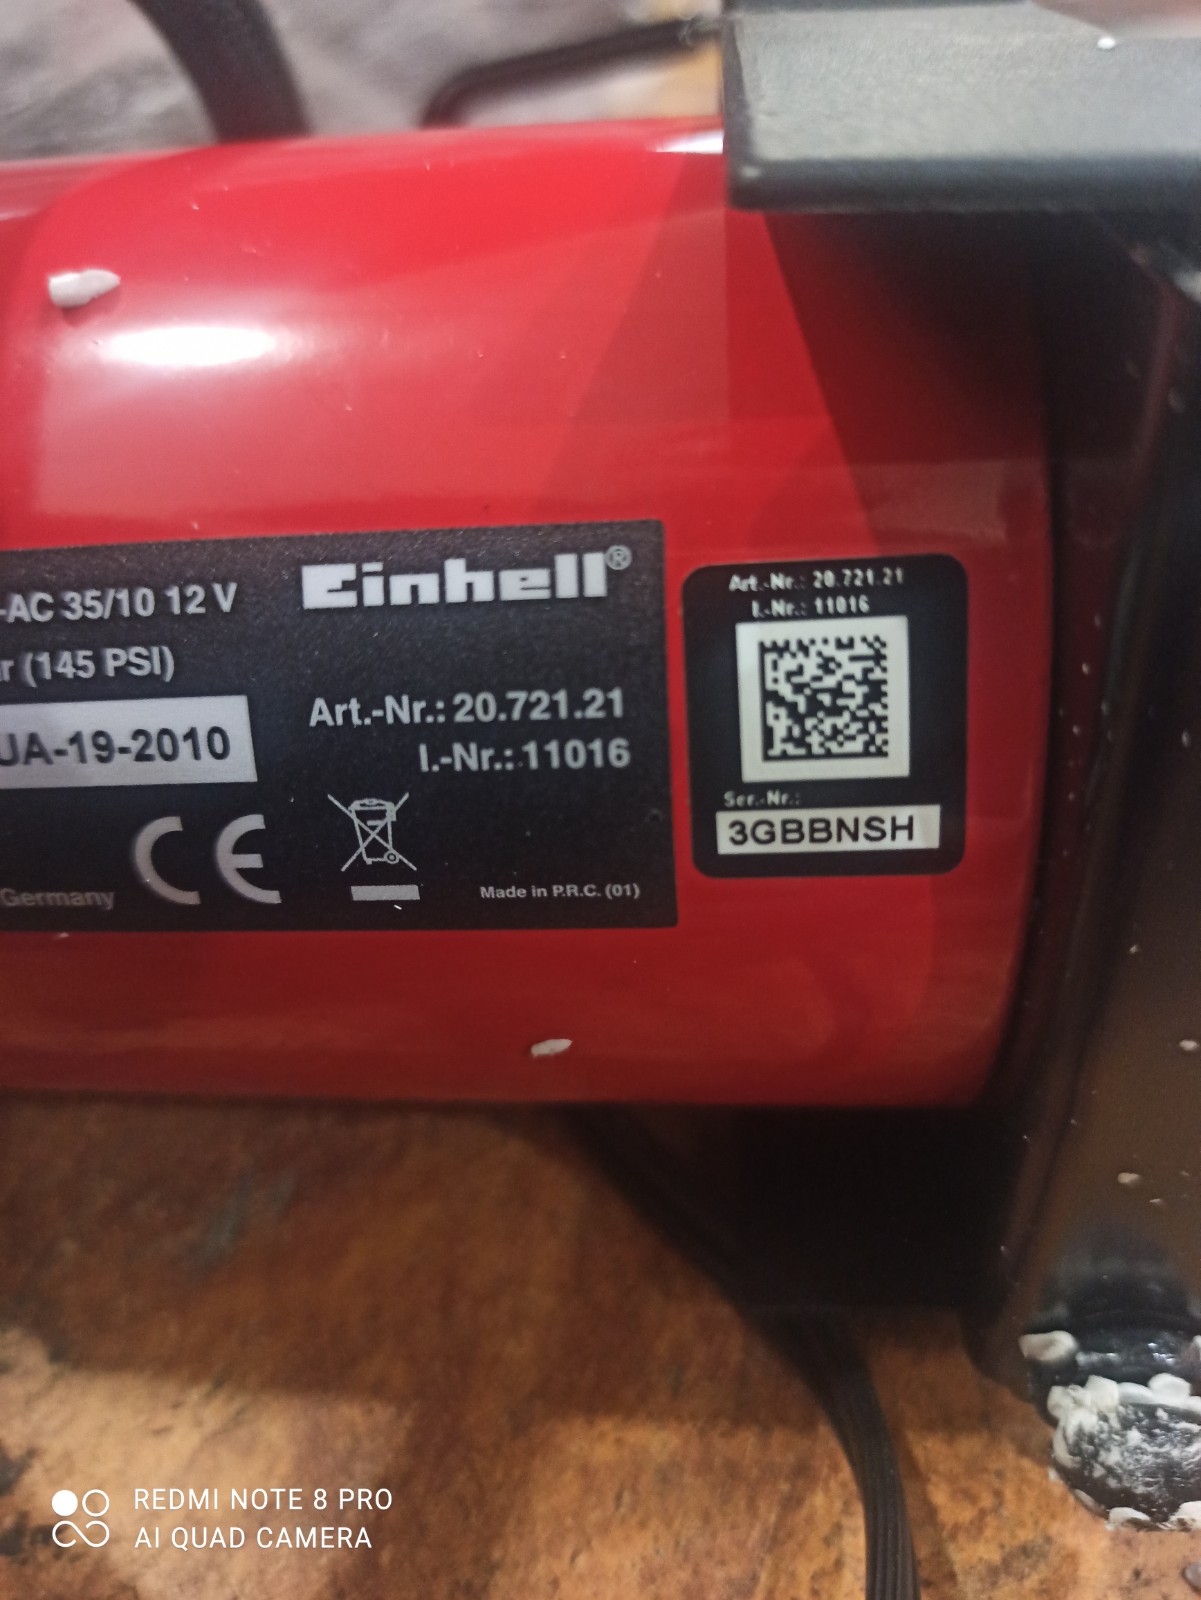 -AC 35/10 12 V
Einhell®
r (145 PSI)
Art.-Nr.: 20.721.21
I.-Nr.: 11016
UA-19-2010
CE
Germany
Made in P.R.C. (01)
Art.-Nr.: 20.721.21
I.-Nr.: 11016
Ser.-Nr.:
3GBBNSH
REDMI NOTE 8 PRO
AI QUAD CAMERA